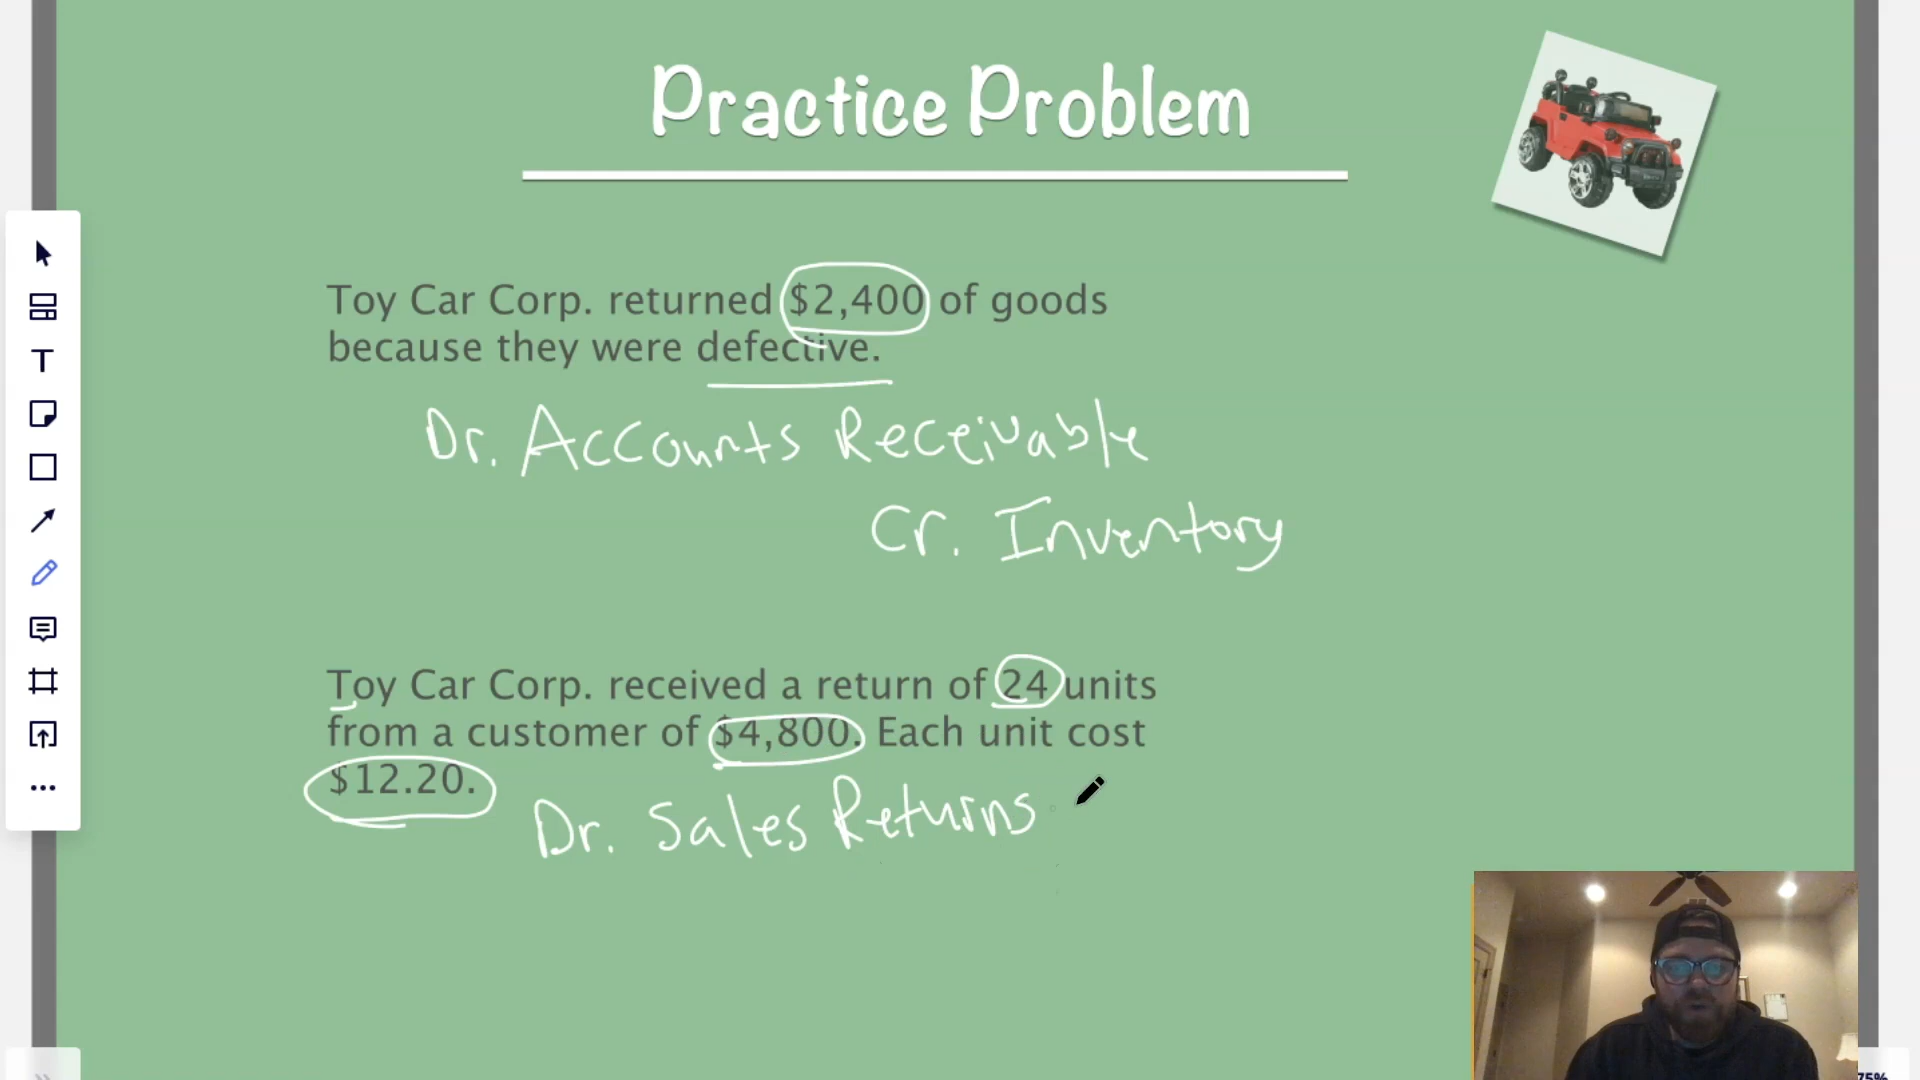 Practice Problem
Toy Car Corp. returned $2,400 of goods
because they were defective.
Dr. Accounts Receivable
Cr. Inventory
Toy Car Corp. received a return of 24 units
from a customer of $4,800. Each unit cost
$12.20.
Dr. Sales Returns
T
75%